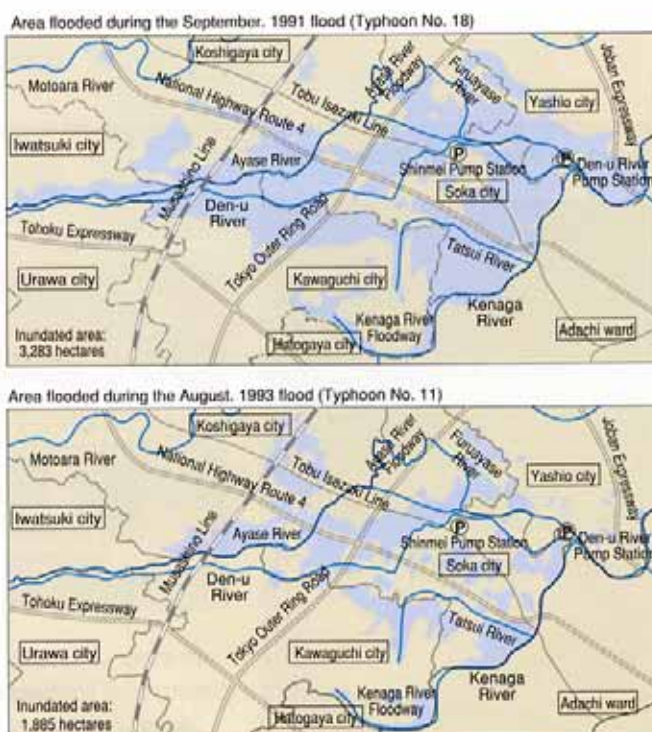 Area flooded during the September. 1991 flood (Typhoon No. 18)
Koshigaya city
Motoara River
National Highway Route 4
Tobu Isezaki Line
Ayase River
Floodway
Furuayase
River
Yashio city
Joban Expressway
Iwatsuki city
Musashino Line
Ayase River
Shinmei Pump Station
P
P
Den-u River
Pump Station
Den-u
River
Soka city
Tohoku Expressway
Tokyo Outer Ring Road
Tatsui River
Urawa city
Kawaguchi city
Kenaga
River
Kenaga River
Floodway
Adachi ward
Inundated area:
3,283 hectares
Hatogaya city
Area flooded during the August. 1993 flood (Typhoon No. 11)
Koshigaya city
Motoara River
National Highway Route 4
Tobu Isezaki Line
Ayase River
Floodway
Furuayase
River
Yashio city
Joban Expressway
Iwatsuki city
Musashino Line
Ayase River
Shinmei Pump Station
P
P
Den-u River
Pump Station
Den-u
River
Soka city
Tohoku Expressway
Tokyo Outer Ring Road
Tatsui River
Urawa city
Kawaguchi city
Kenaga
River
Kenaga River
Floodway
Adachi ward
Inundated area:
1,885 hectares
Hatogaya city